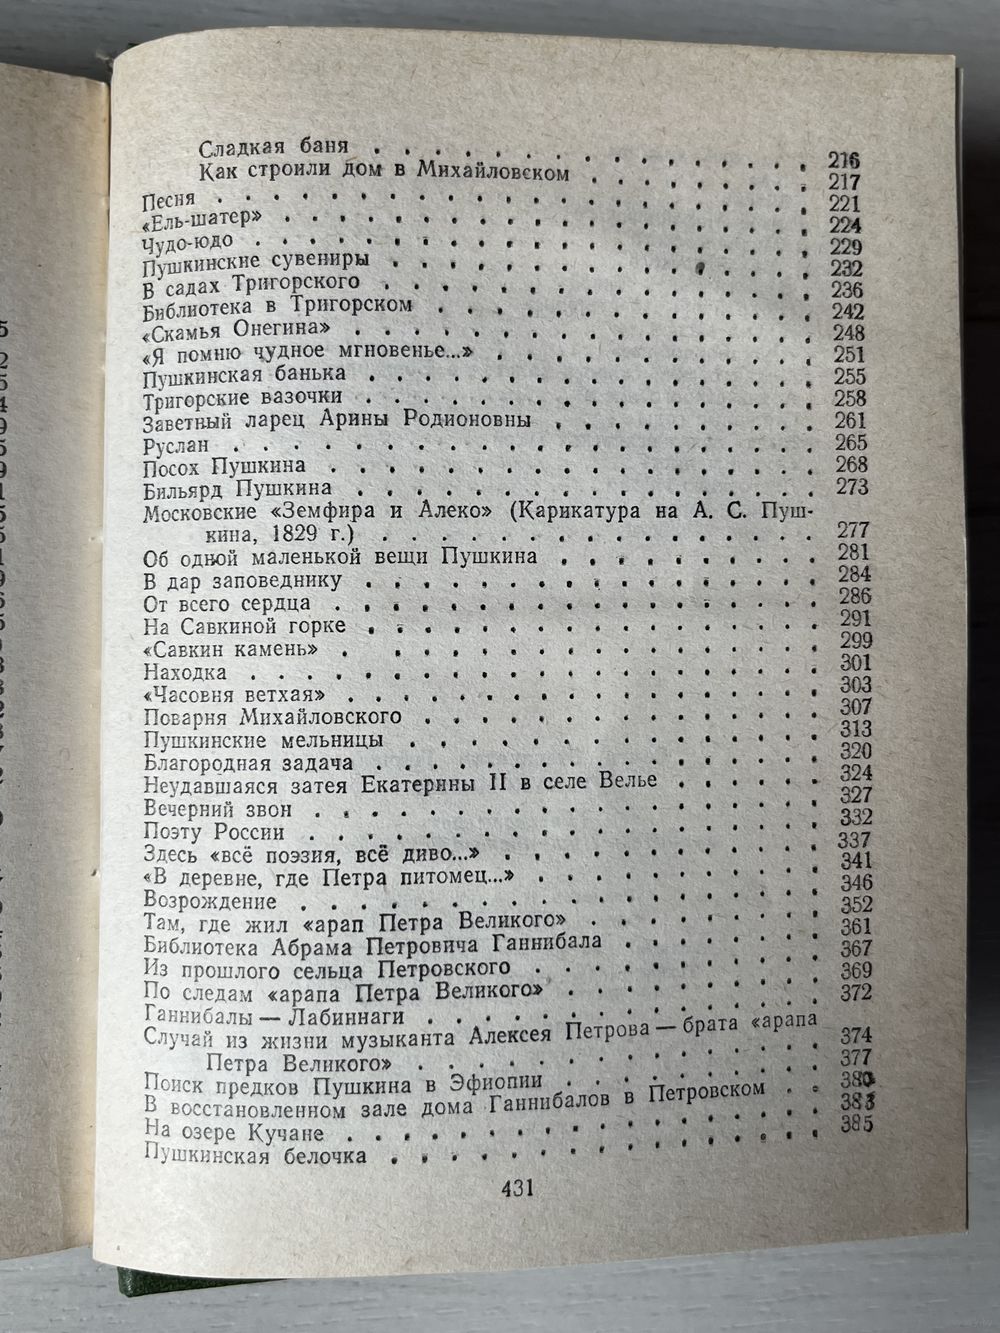 Сладкая баня . . . . . . . . . . . . . . 216
Как строили дом в Михайловском . . . . . . . 217
Песня . . . . . . . . . . . . . . . . . 221
«Ель-шатер» . . . . . . . . . . . . . . . 224
Чудо-юдо . . . . . . . . . . . . . . . . 229
Пушкинские сувениры . . . . . . . . . . . . 232
В садах Тригорского . . . . . . . . . . . . 236
Библиотека в Тригорском . . . . . . . . . . 242
«Скамья Онегина» . . . . . . . . . . . . . 248
«Я помню чудное мгновенье...» . . . . . . . . 251
Пушкинская банька . . . . . . . . . . . . . 255
Тригорские вазочки . . . . . . . . . . . . . 258
Заветный ларец Арины Родионовны . . . . . . . 261
Руслан . . . . . . . . . . . . . . . . . 265
Посох Пушкина . . . . . . . . . . . . . . 268
Бильярд Пушкина . . . . . . . . . . . . . 273
Московские «Земфира и Алеко» (Карикатура на А. С. Пуш-
кина, 1829 г.) . . . . . . . . . . . . . 277
Об одной маленькой вещи Пушкина . . . . . . . 281
В дар заповеднику . . . . . . . . . . . . . 284
От всего сердца . . . . . . . . . . . . . . 286
На Савкиной горке . . . . . . . . . . . . . 291
«Савкин камень» . . . . . . . . . . . . . . 299
Находка . . . . . . . . . . . . . . . . . 301
«Часовня ветхая» . . . . . . . . . . . . . 303
Поварня Михайловского . . . . . . . . . . . 307
Пушкинские мельницы . . . . . . . . . . . . 313
Благородная задача . . . . . . . . . . . . . 320
Неудавшаяся затея Екатерины II в селе Велье . . . . . 324
Вечерний звон . . . . . . . . . . . . . . 327
Поэту России . . . . . . . . . . . . . . . 332
Здесь «всё поэзия, всё диво...» . . . . . . . . 337
«В деревне, где Петра питомец...» . . . . . . . . 341
Возрождение . . . . . . . . . . . . . . . 346
Там, где жил «арап Петра Великого» . . . . . . . 352
Библиотека Абрама Петровича Ганнибала . . . . . . 361
Из прошлого сельца Петровского . . . . . . . . 367
По следам «арапа Петра Великого» . . . . . . . . 369
Ганнибалы — Лабиннаги . . . . . . . . . . . 372
Случай из жизни музыканта Алексея Петрова — брата «арапа
Петра Великого» . . . . . . . . . . . . 374
Поиск предков Пушкина в Эфиопии . . . . . . . 377
В восстановленном зале дома Ганнибалов в Петровском . . 380
На озере Кучане . . . . . . . . . . . . . . 383
Пушкинская белочка . . . . . . . . . . . . . 385
431